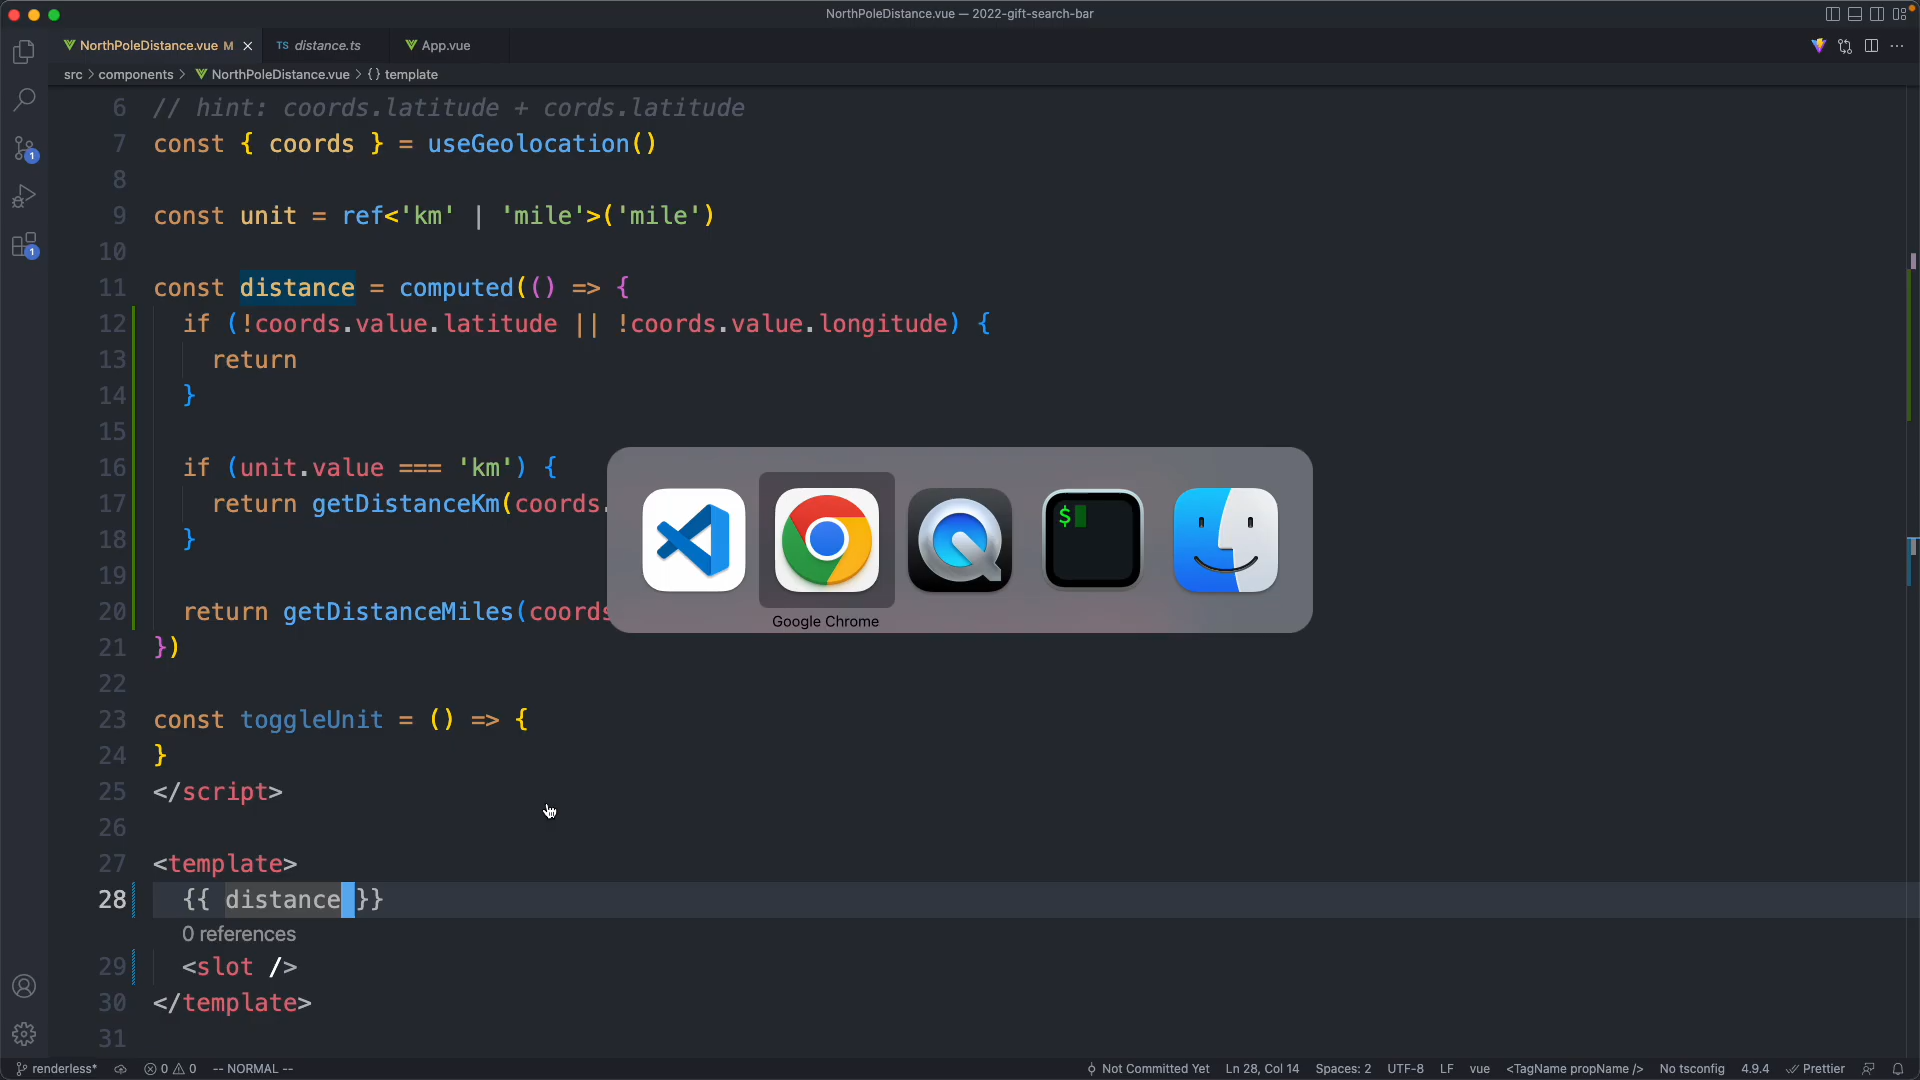 NorthPoleDistance.vue — 2022-gift-search-bar
NorthPoleDistance.vue M
TS distance.ts
App.vue
src > components > NorthPoleDistance.vue > {} template
6 // hint: coords.latitude + cords.latitude
7 const { coords } = useGeolocation()
8
9 const unit = ref<'km' | 'mile'>('mile')
10
11 const distance = computed(() => {
12 if (!coords.value.latitude || !coords.value.longitude) {
13 return
14 }
15
16 if (unit.value === 'km') {
17 return getDistanceKm(coords.
18 }
19
20 return getDistanceMiles(coords
21 })
22
23 const toggleUnit = () => {
24 }
25 </script>
26
27 <template>
28 {{ distance }}
0 references
29 <slot />
30 </template>
31
1
1
$
Google Chrome
renderless*
0 0
-- NORMAL --
Not Committed Yet
Ln 28, Col 14
Spaces: 2
UTF-8
LF
vue
<TagName propName />
No tsconfig
4.9.4
Prettier